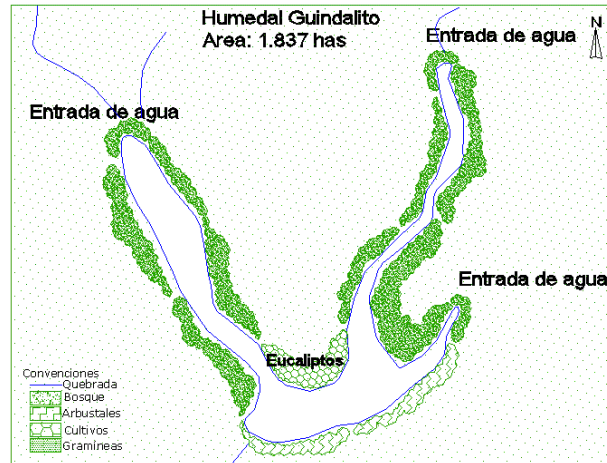 Humedal Guindalito
Area: 1.837 has
Entrada de agua
N
Entrada de agua
Entrada de agua
Eucaliptos
Convenciones
Quebrada
Bosque
Arbustales
Cultivos
Gramíneas